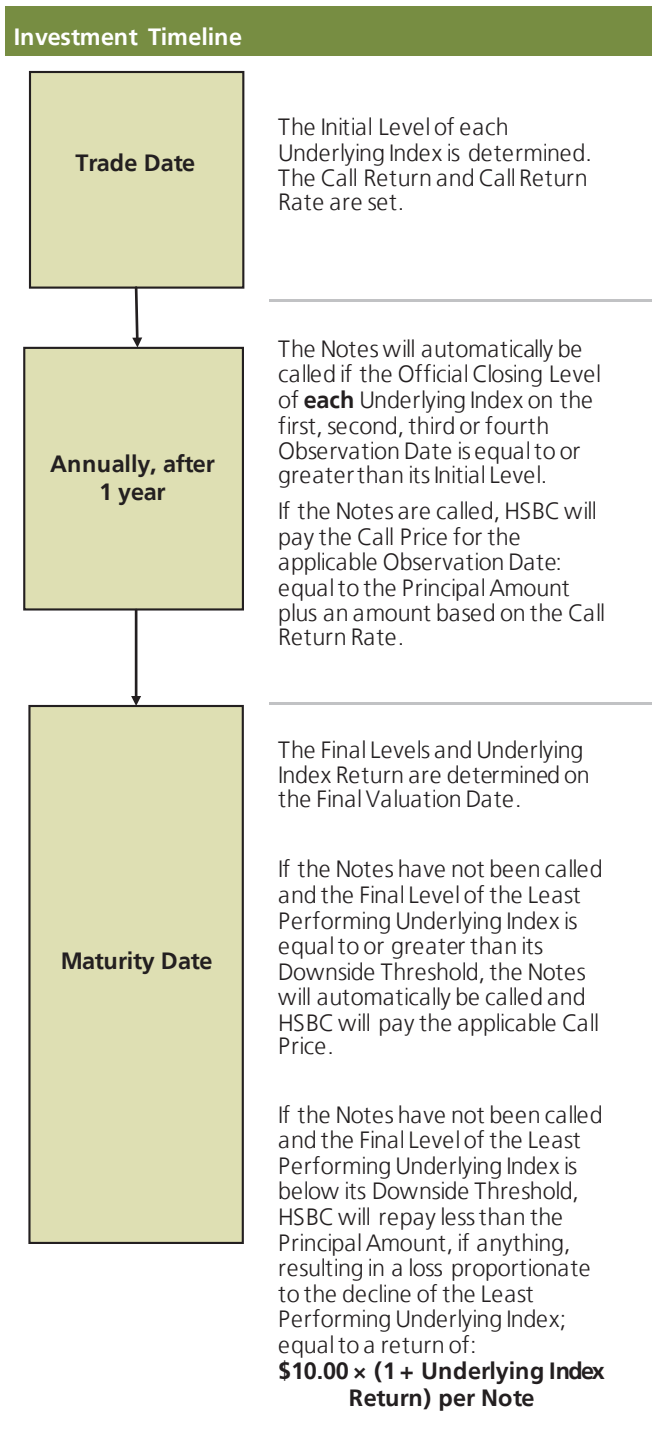 Investment Timeline
Trade Date
The Initial Level of each
Underlying Index is determined.
The Call Return and Call Return
Rate are set.
Annually, after
1 year
The Notes will automatically be
called if the Official Closing Level
of each Underlying Index on the
first, second, third or fourth
Observation Date is equal to or
greater than its Initial Level.
If the Notes are called, HSBC will
pay the Call Price for the
applicable Observation Date:
equal to the Principal Amount
plus an amount based on the Call
Return Rate.
Maturity Date
The Final Levels and Underlying
Index Return are determined on
the Final Valuation Date.
If the Notes have not been called
and the Final Level of the Least
Performing Underlying Index is
equal to or greater than its
Downside Threshold, the Notes
will automatically be called and
HSBC will pay the applicable Call
Price.
If the Notes have not been called
and the Final Level of the Least
Performing Underlying Index is
below its Downside Threshold,
HSBC will repay less than the
Principal Amount, if anything,
resulting in a loss proportionate
to the decline of the Least
Performing Underlying Index;
equal to a return of:
$10.00 × (1 + Underlying Index
Return) per Note